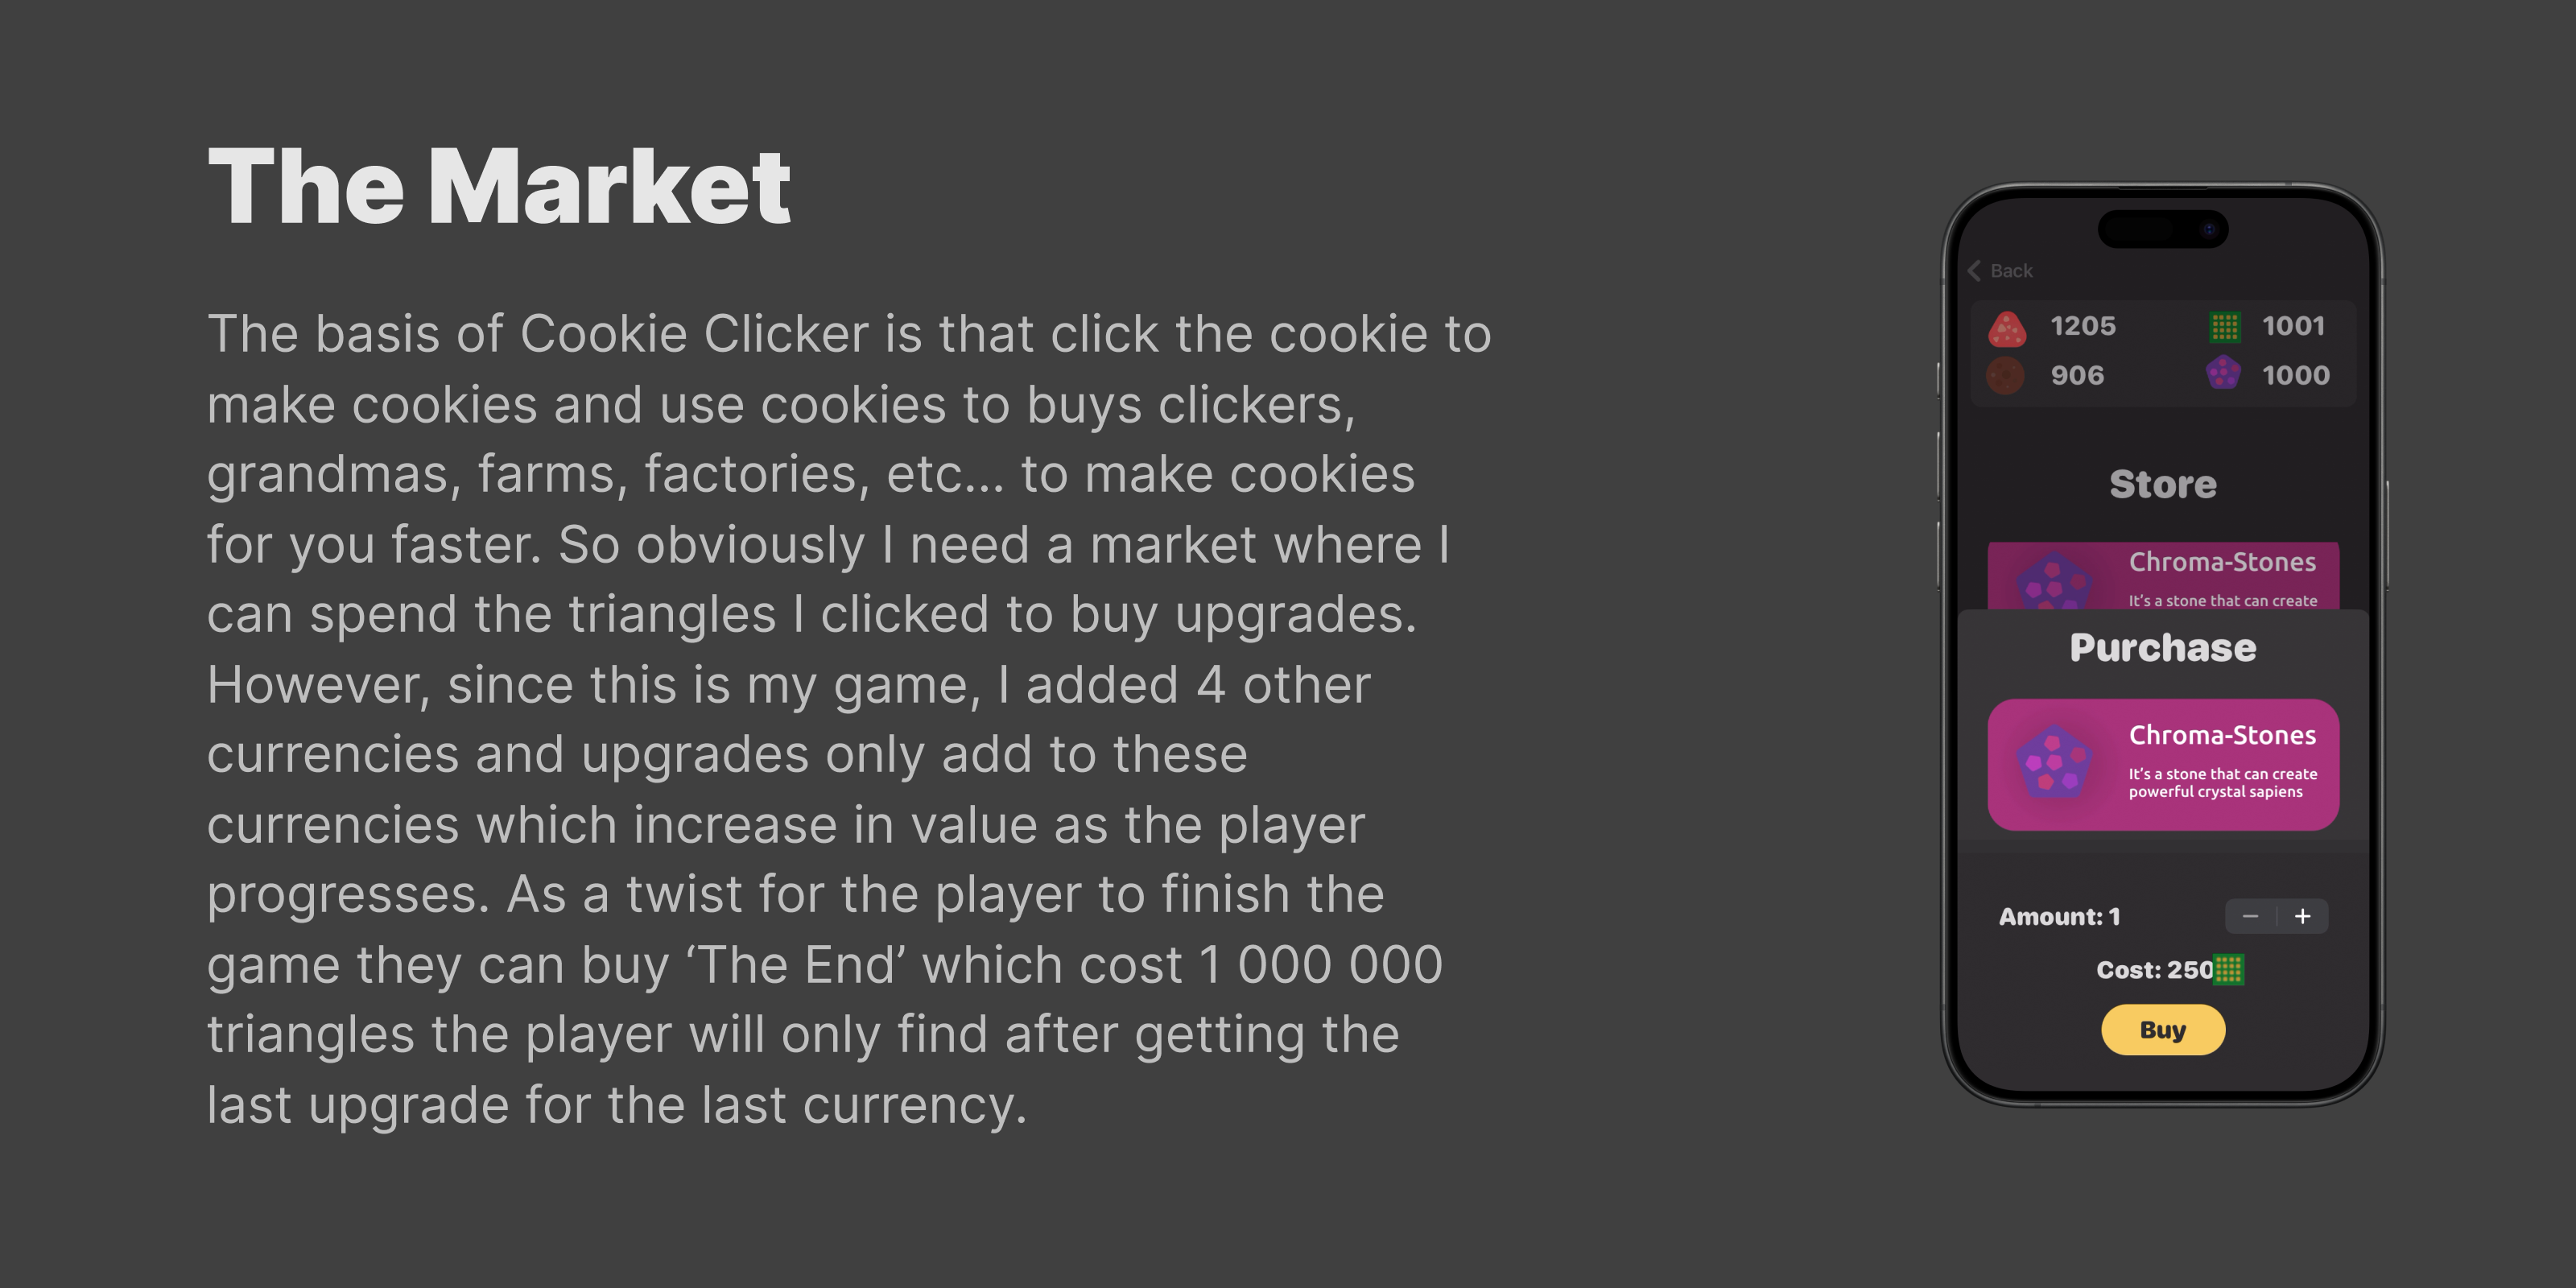 The Market
The basis of Cookie Clicker is that click the cookie to
make cookies and use cookies to buys clickers,
grandmas, farms, factories, etc... to make cookies
for you faster. So obviously I need a market where I
can spend the triangles I clicked to buy upgrades.
However, since this is my game, I added 4 other
currencies and upgrades only add to these
currencies which increase in value as the player
progresses. As a twist for the player to finish the
game they can buy ‘The End’ which cost 1 000 000
triangles the player will only find after getting the
last upgrade for the last currency.
Back
1205 1001
906 1000
Store
Chroma-Stones
It's a stone that can create
Purchase
Chroma-Stones
It's a stone that can create
powerful crystal sapiens
Amount: 1 − +
Cost: 250
Buy